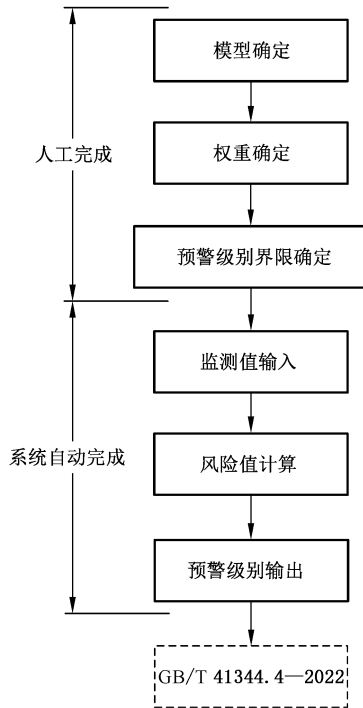 模型确定
权重确定
人工完成
预警级别界限确定
监测值输入
系统自动完成
风险值计算
预警级别输出
GB/T 41344.4—2022